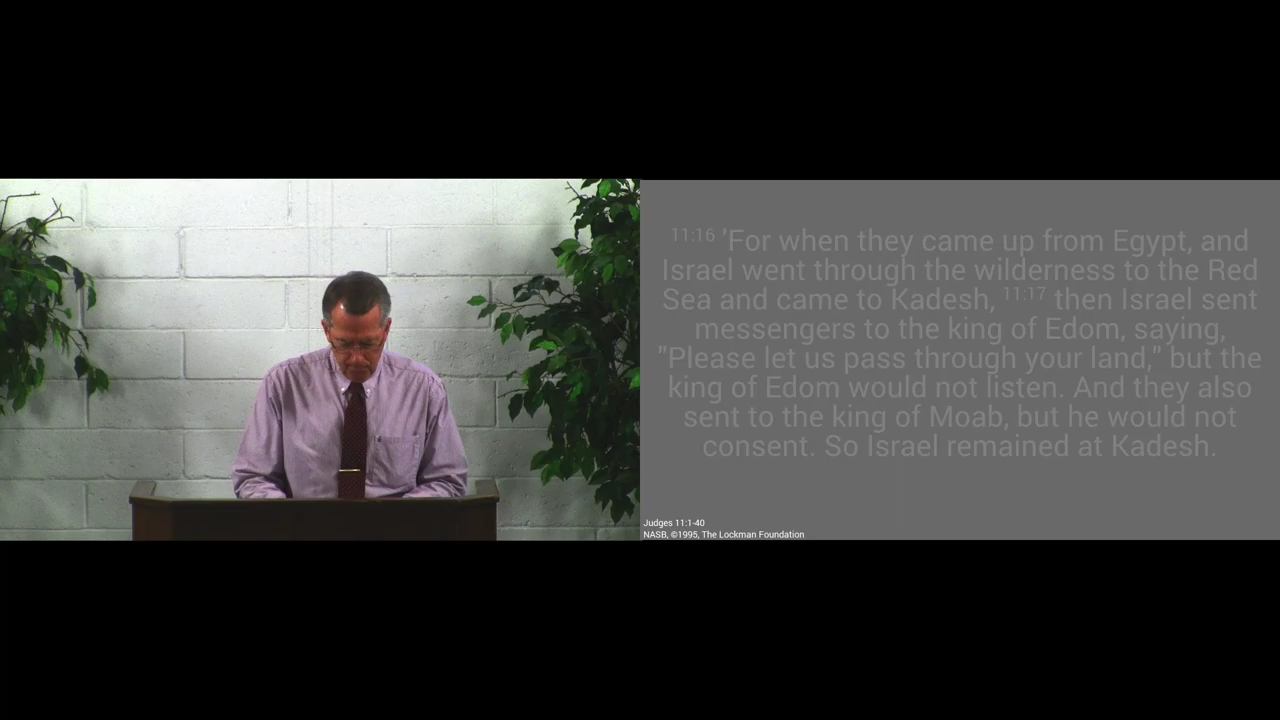 11:16 'For when they came up from Egypt, and
Israel went through the wilderness to the Red
Sea and came to Kadesh, 11:17 then Israel sent
messengers to the king of Edom, saying,
"Please let us pass through your land," but the
king of Edom would not listen. And they also
sent to the king of Moab, but he would not
consent. So Israel remained at Kadesh.
Judges 11:1-40
NASB, ©1995, The Lockman Foundation